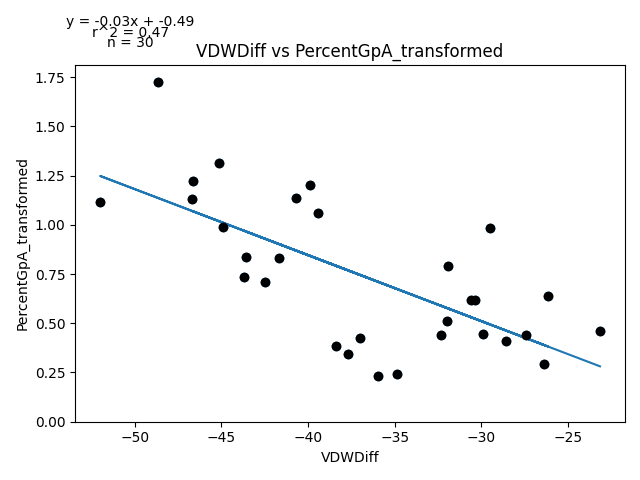 y = -0.03x + -0.49
r^2 = 0.47
n = 30
VDWDiff vs PercentGpA_transformed
1.75
1.50
1.25
1.00
0.75
0.50
0.25
0.00
PercentGpA_transformed
−50 −45 −40 −35 −30 −25
VDWDiff